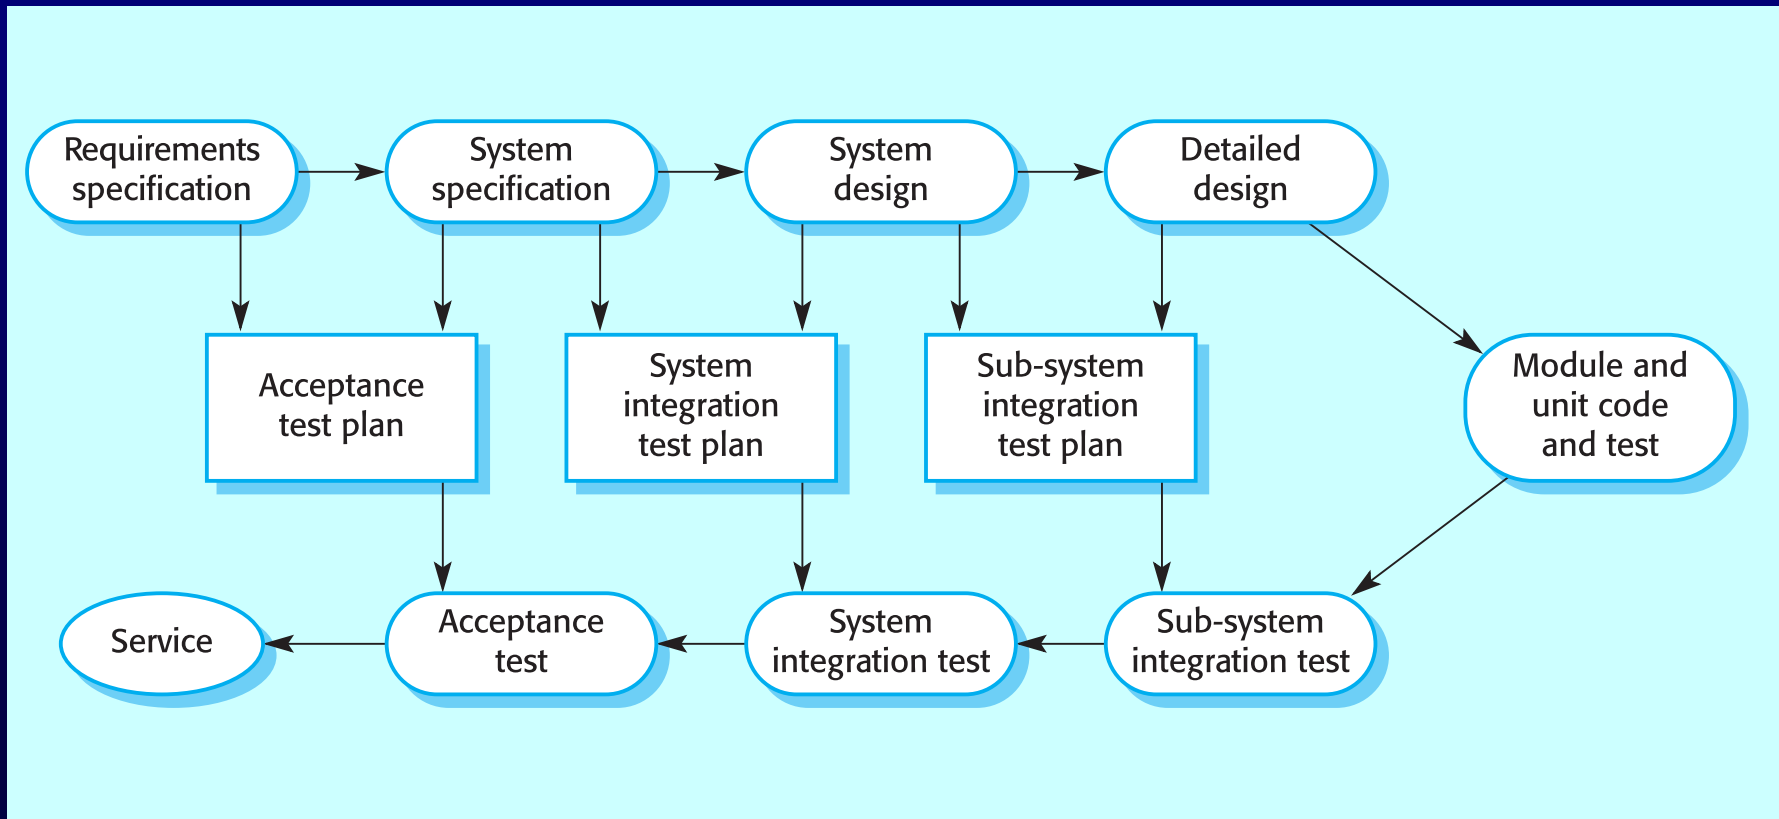 Requirements
specification
System
specification
System
design
Detailed
design
Acceptance
test plan
System
integration
test plan
Sub-system
integration
test plan
Module and
unit code
and test
Service
Acceptance
test
System
integration test
Sub-system
integration test